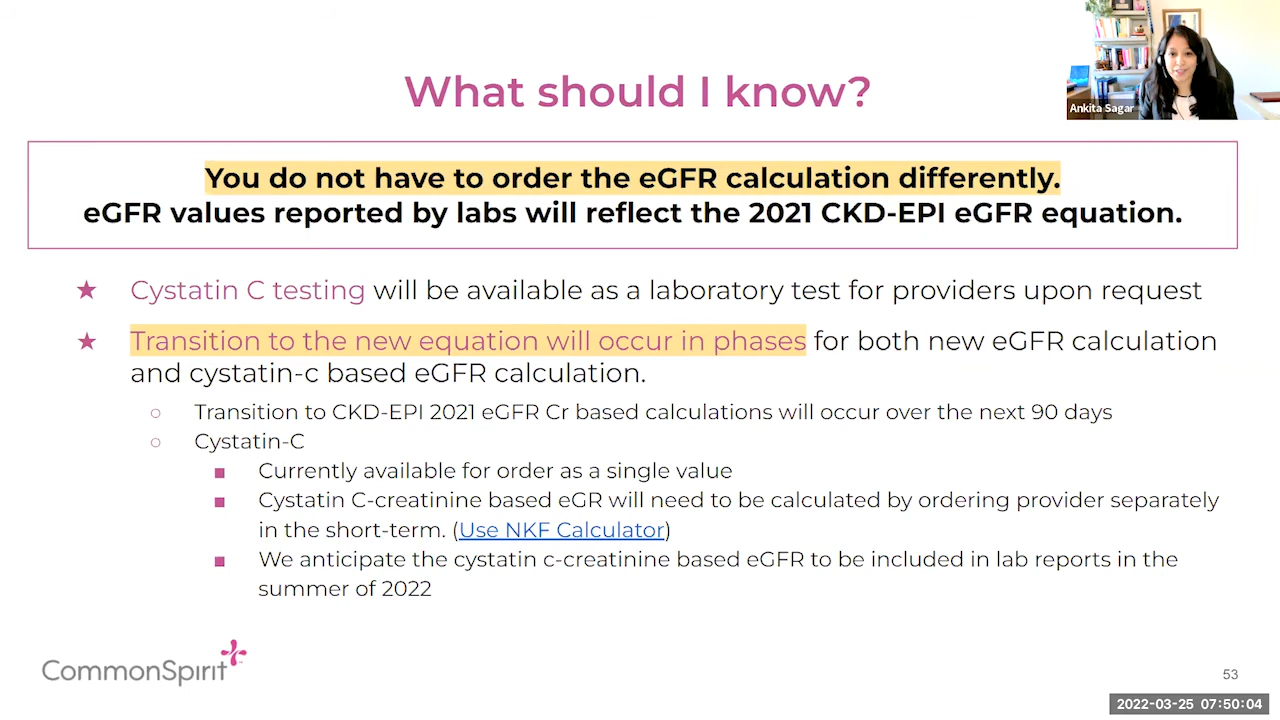 Ankita Sagar
What should I know?
You do not have to order the eGFR calculation differently.
eGFR values reported by labs will reflect the 2021 CKD-EPI eGFR equation.
★ Cystatin C testing will be available as a laboratory test for providers upon request
★ Transition to the new equation will occur in phases for both new eGFR calculation
and cystatin-c based eGFR calculation.
○ Transition to CKD-EPI 2021 eGFR Cr based calculations will occur over the next 90 days
○ Cystatin-C
■ Currently available for order as a single value
■ Cystatin C-creatinine based eGR will need to be calculated by ordering provider separately
in the short-term. (Use NKF Calculator)
■ We anticipate the cystatin c-creatinine based eGFR to be included in lab reports in the
summer of 2022
CommonSpirit
53
2022-03-25 07:50:04